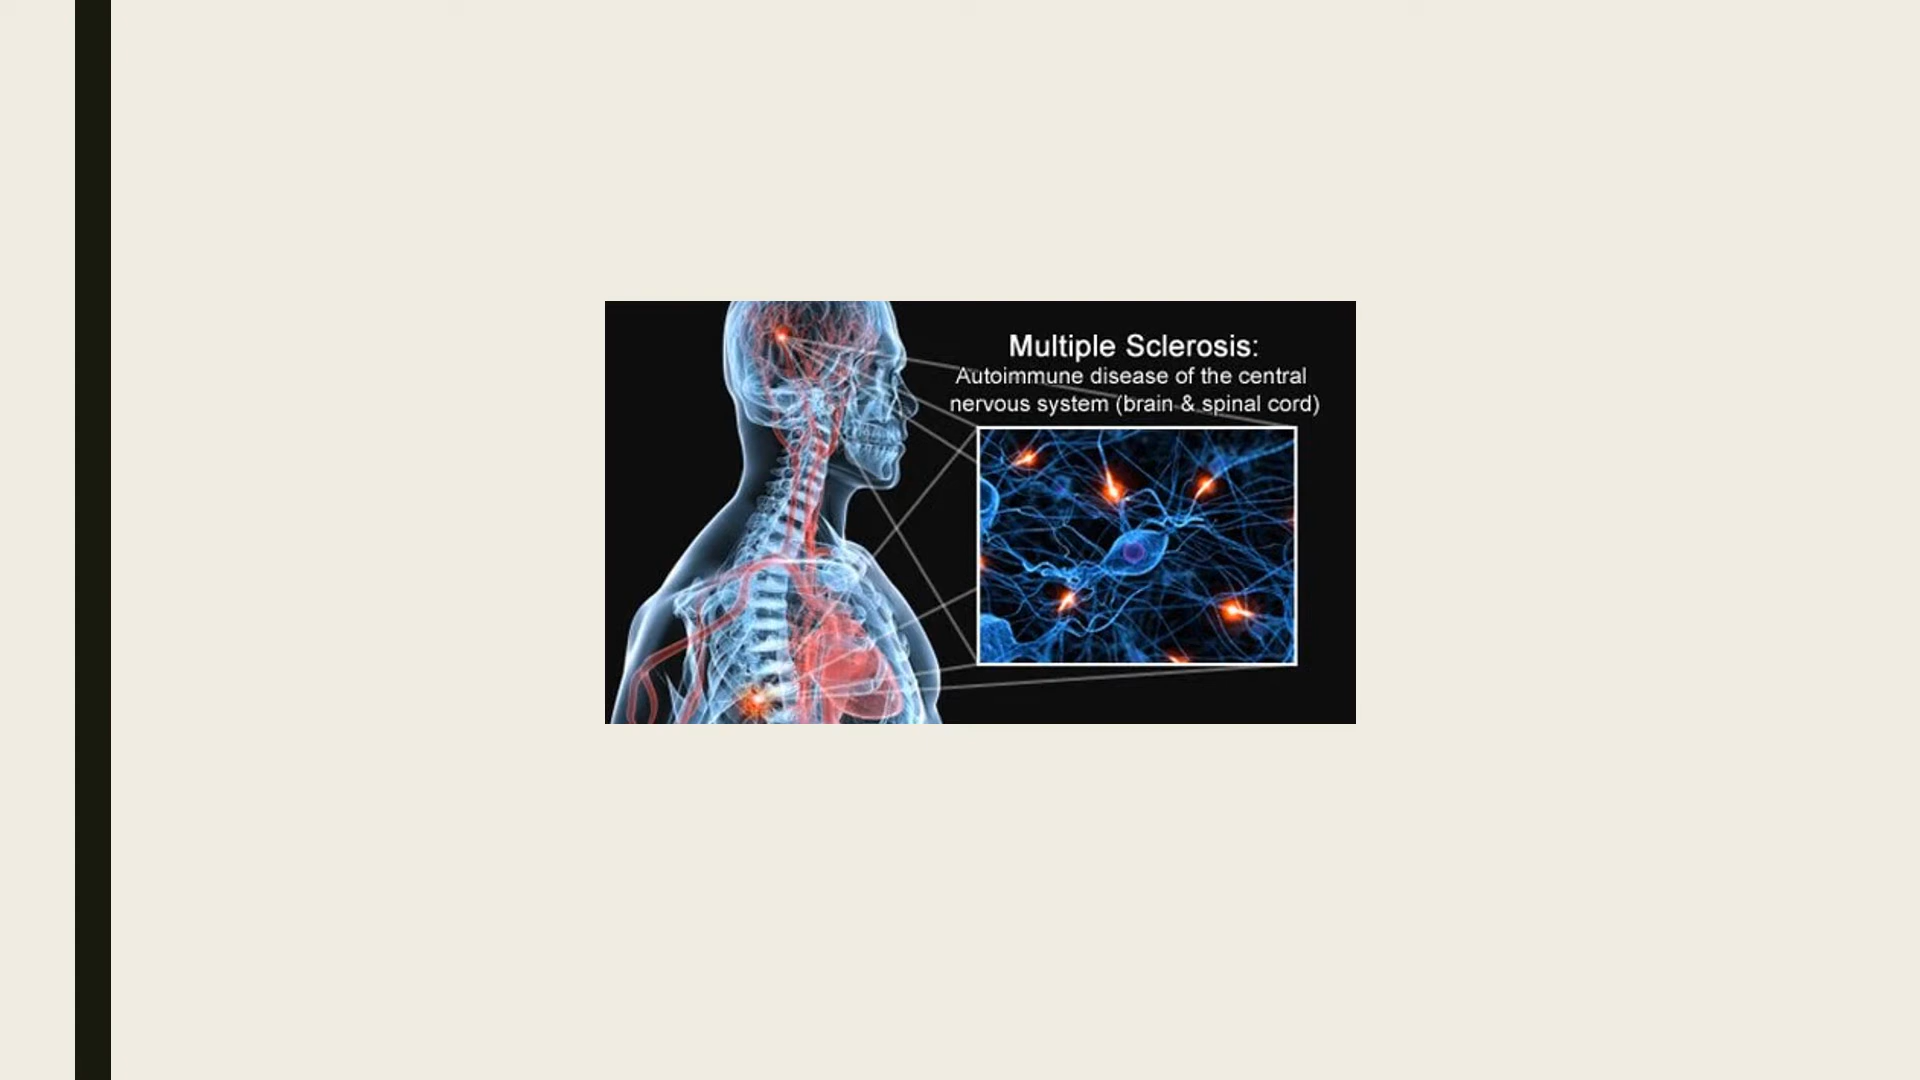 Multiple Sclerosis:
Autoimmune disease of the central
nervous system (brain & spinal cord)